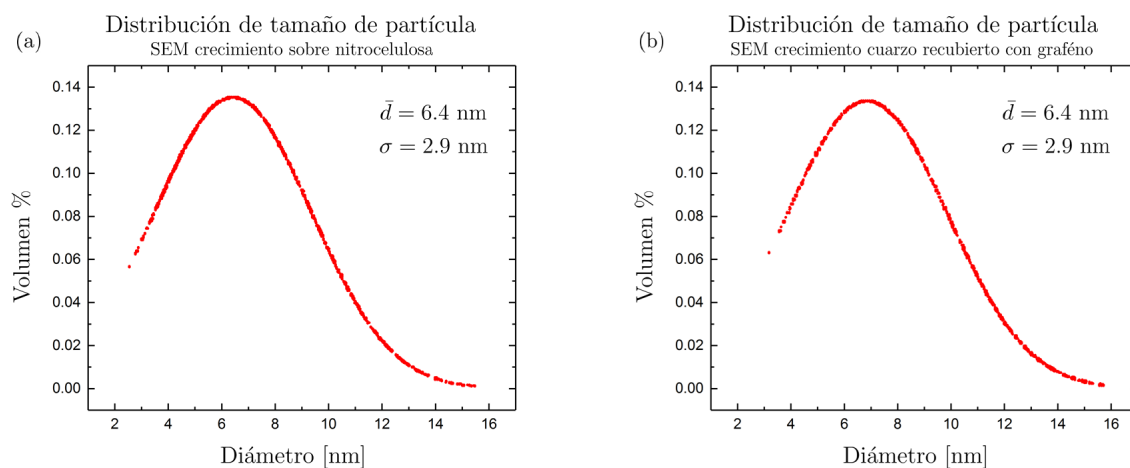 (a)
Distribución de tamaño de partícula
SEM crecimiento sobre nitrocelulosa
0.14
0.12
0.10
0.08
0.06
0.04
0.02
0.00
Volumen %
d̄ = 6.4 nm
σ = 2.9 nm
2 4 6 8 10 12 14 16
Diámetro [nm]
(b)
Distribución de tamaño de partícula
SEM crecimiento cuarzo recubierto con graféno
0.14
0.12
0.10
0.08
0.06
0.04
0.02
0.00
Volumen %
d̄ = 6.4 nm
σ = 2.9 nm
2 4 6 8 10 12 14 16
Diámetro [nm]